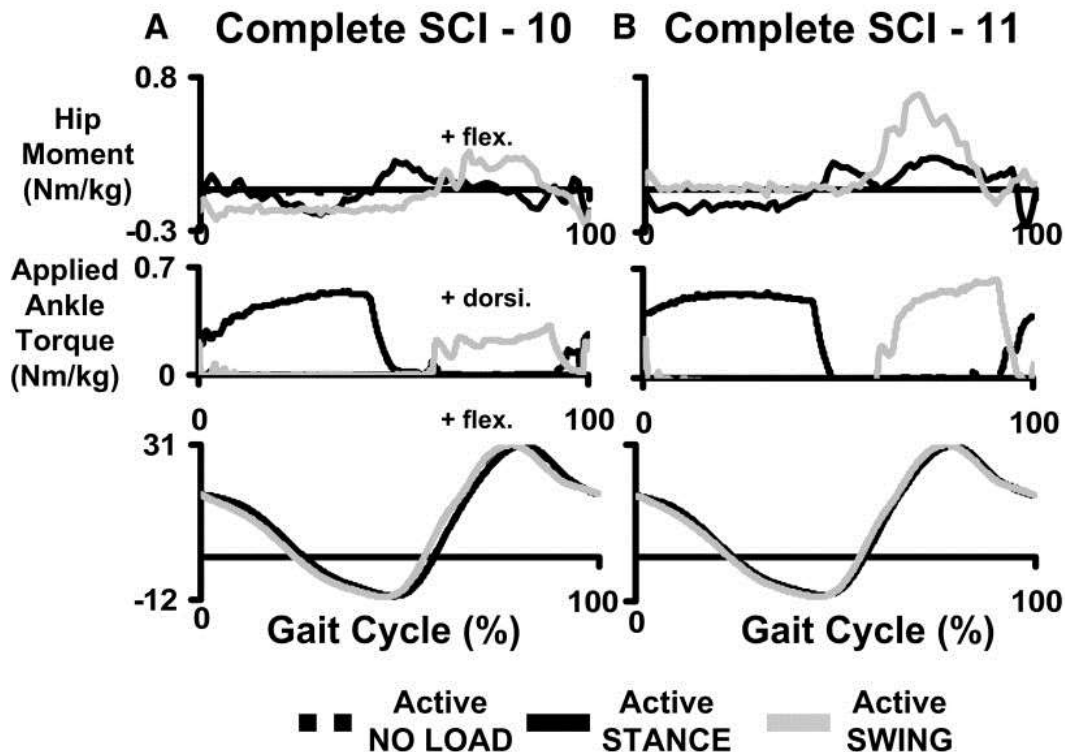 A Complete SCI - 10 B Complete SCI - 11
0.8
Hip
Moment
(Nm/kg)
+ flex.
-0.3
0 100 0 100
Applied
Ankle
Torque
(Nm/kg)
0.7
+ dorsi.
0
0 100 0 100
+ flex.
31
-12
0 100 0 100
Gait Cycle (%) Gait Cycle (%)
Active Active Active
NO LOAD STANCE SWING